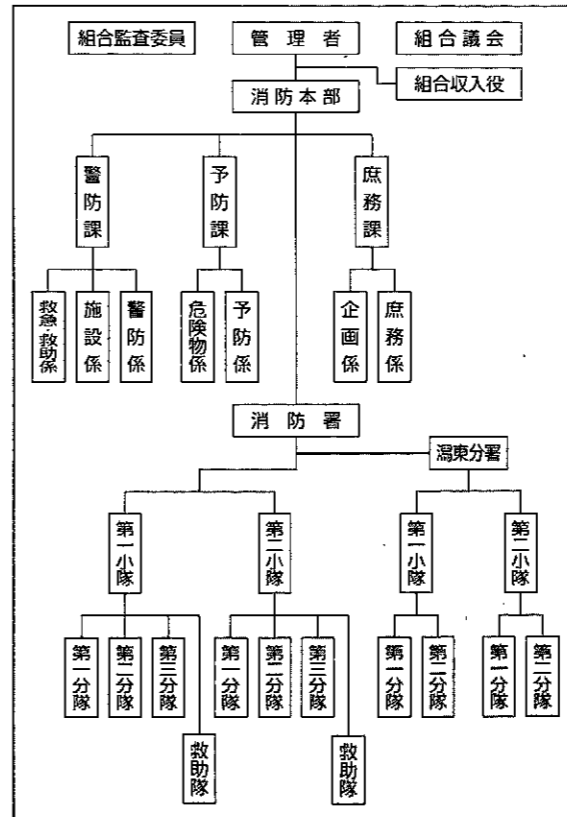 組合監査委員
管理者
組合議会
組合収入役
消防本部
警防課
予防課
庶務課
救急・救助係
施設係
警防係
危険物係
予防係
企画係
庶務係
消防署
潟東分署
第一小隊
第二小隊
第一小隊
第二小隊
第一分隊
第二分隊
第三分隊
第一分隊
第二分隊
第三分隊
第一分隊
第二分隊
第一分隊
第二分隊
救助隊
救助隊